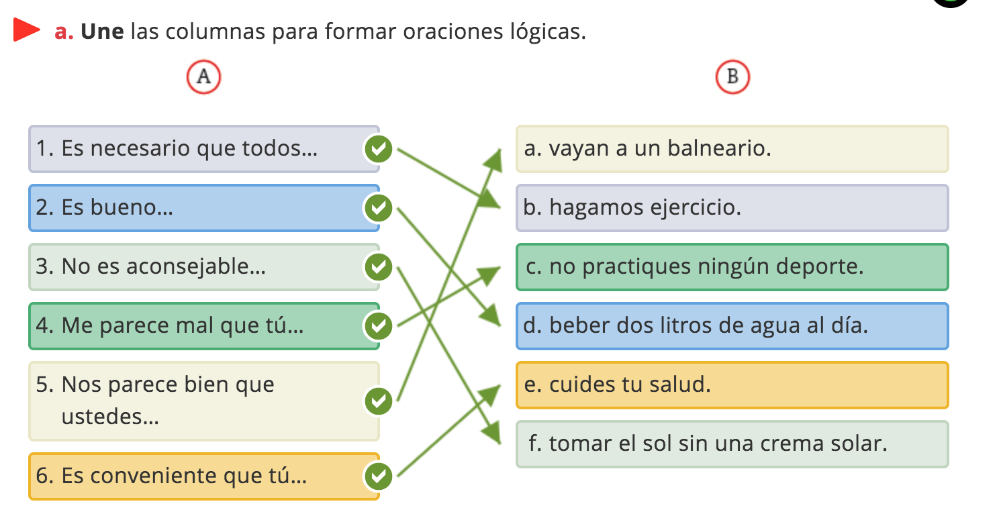 a. Une las columnas para formar oraciones lógicas.
A
B
1. Es necesario que todos...
2. Es bueno...
3. No es aconsejable...
4. Me parece mal que tú...
5. Nos parece bien que
ustedes...
6. Es conveniente que tú...
a. vayan a un balneario.
b. hagamos ejercicio.
c. no practiques ningún deporte.
d. beber dos litros de agua al día.
e. cuides tu salud.
f. tomar el sol sin una crema solar.